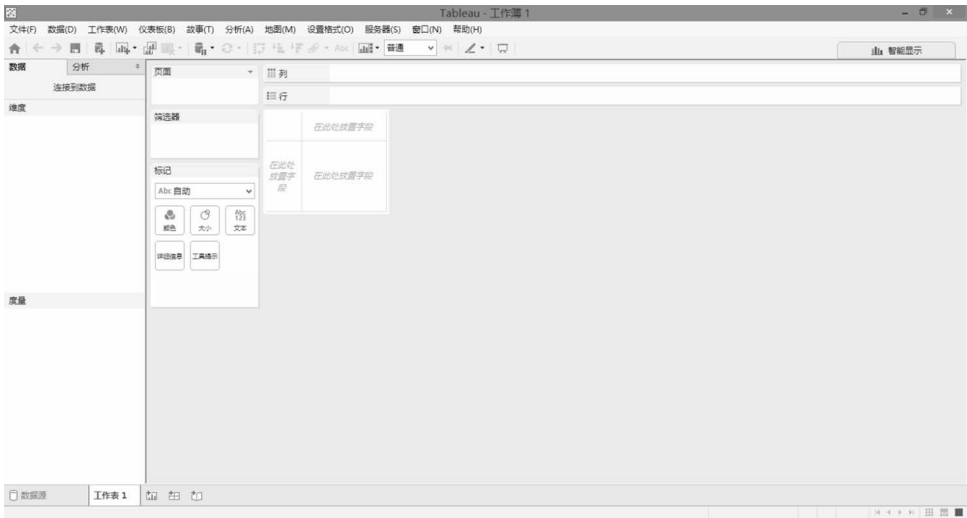 Tableau - 工作簿 1
文件(F) 数据(D) 工作表(W) 仪表板(B) 故事(T) 分析(A) 地图(M) 设置格式(O) 服务器(S) 窗口(N) 帮助(H)
Abc 普通 智能显示
数据 分析
连接到数据
维度
度量
页面
筛选器
标记
Abc 自动
颜色 大小 文本
详细信息 工具提示
列
行
在此处放置字段
在此处
放置字
段
在此处放置字段
数据源 工作表 1